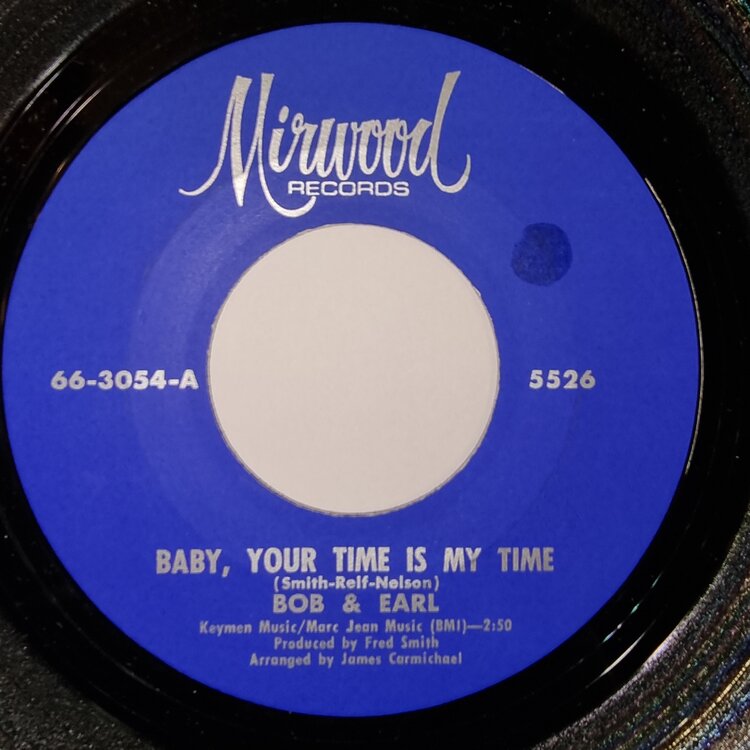 Mirwood
RECORDS
66-3054-A
5526
BABY, YOUR TIME IS MY TIME
(Smith-Relf-Nelson)
BOB & EARL
Keymen Music/Marc Jean Music (BMI)—2:50
Produced by Fred Smith
Arranged by James Carmichael